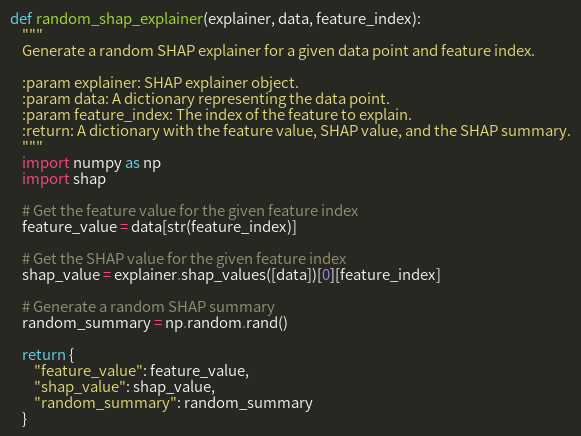 def random_shap_explainer(explainer, data, feature_index):
    """
    Generate a random SHAP explainer for a given data point and feature index.

    :param explainer: SHAP explainer object.
    :param data: A dictionary representing the data point.
    :param feature_index: The index of the feature to explain.
    :return: A dictionary with the feature value, SHAP value, and the SHAP summary.
    """
    import numpy as np
    import shap

    # Get the feature value for the given feature index
    feature_value = data[str(feature_index)]

    # Get the SHAP value for the given feature index
    shap_value = explainer.shap_values([data])[0][feature_index]

    # Generate a random SHAP summary
    random_summary = np.random.rand()

    return {
        "feature_value": feature_value,
        "shap_value": shap_value,
        "random_summary": random_summary
    }